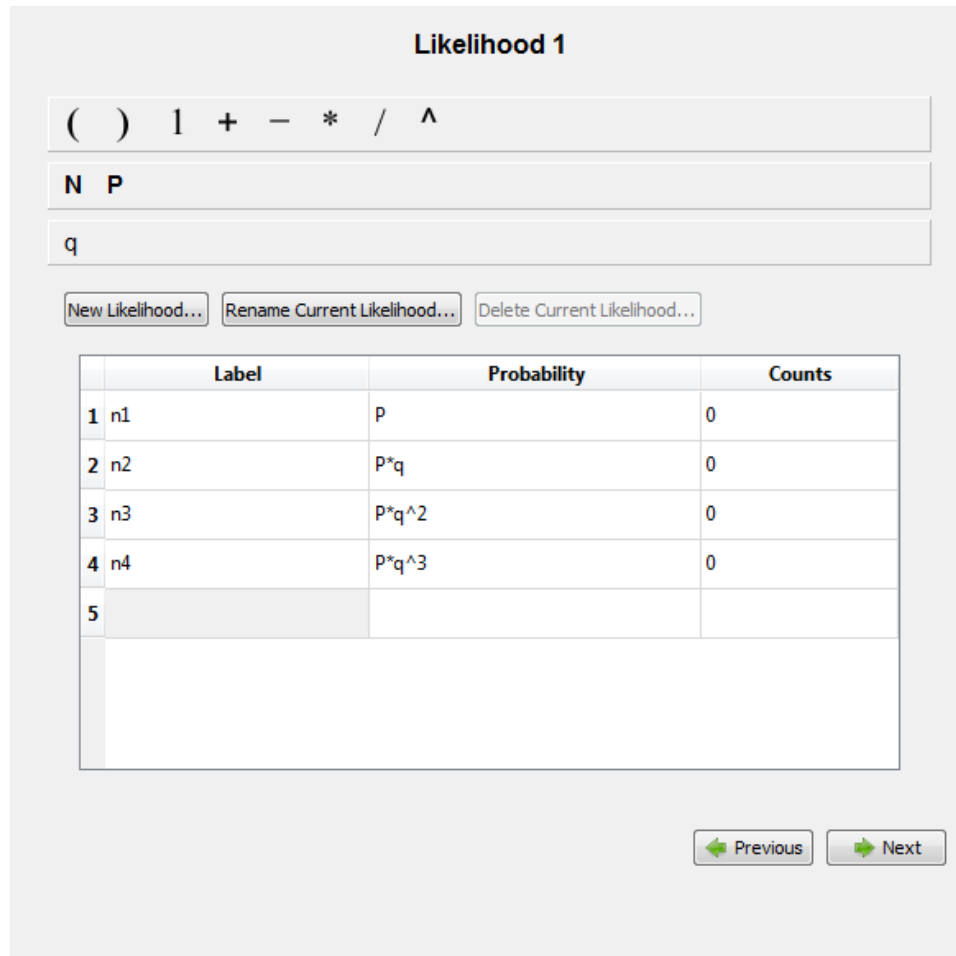 Likelihood 1
( ) 1 + − * / ^
N P
q
New Likelihood... Rename Current Likelihood... Delete Current Likelihood...
Label Probability Counts
1 n1 P 0
2 n2 P*q 0
3 n3 P*q^2 0
4 n4 P*q^3 0
5
Previous Next